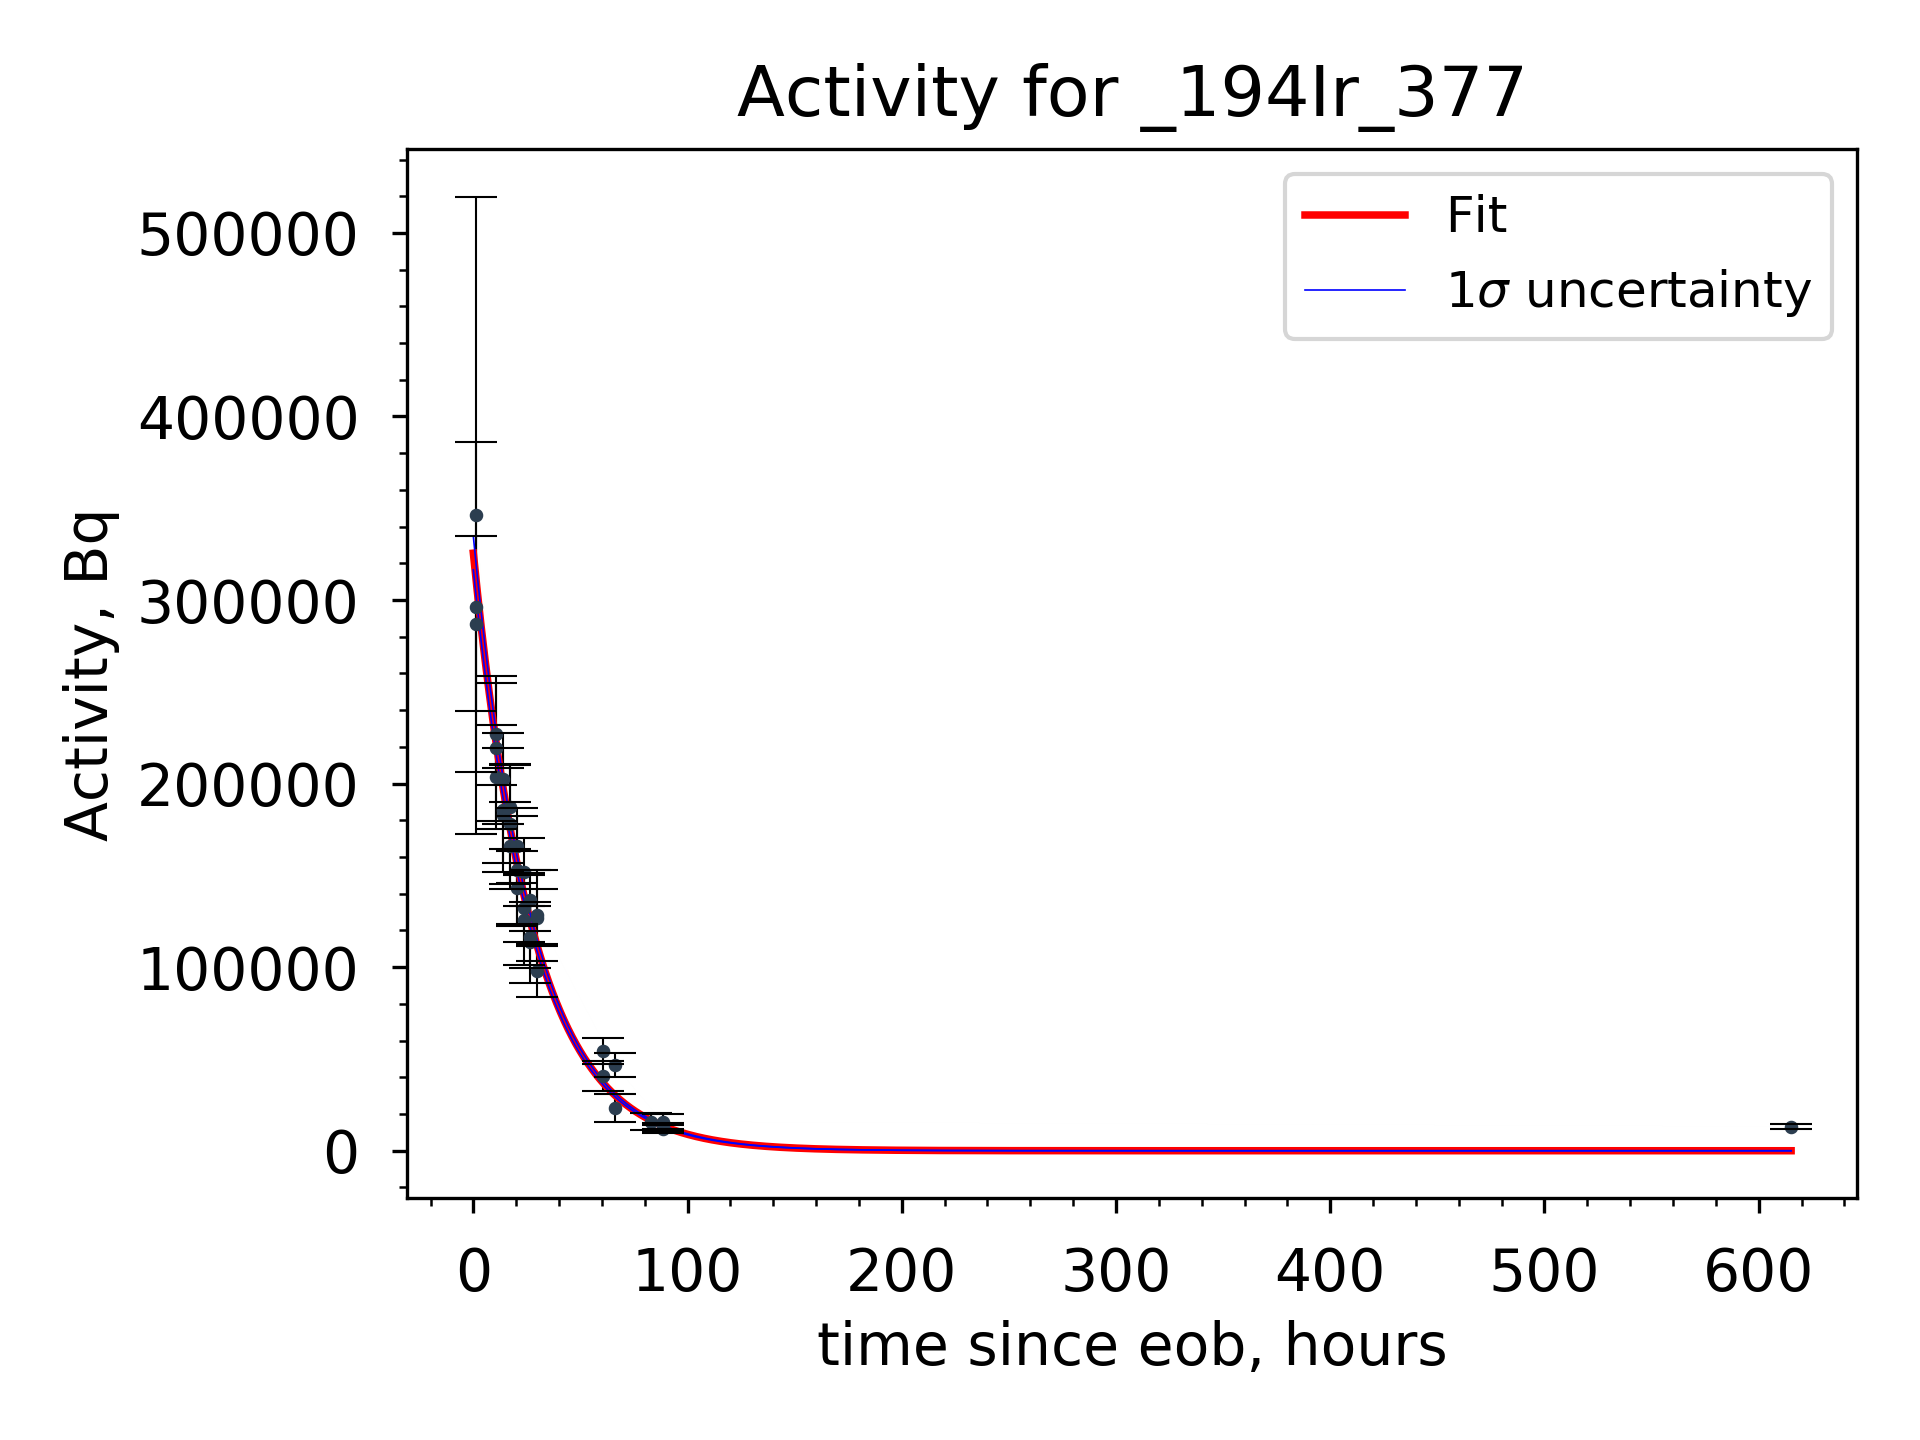 Activity for _194Ir_377
Fit
1σ uncertainty
Activity, Bq
500000
400000
300000
200000
100000
0
0 100 200 300 400 500 600
time since eob, hours